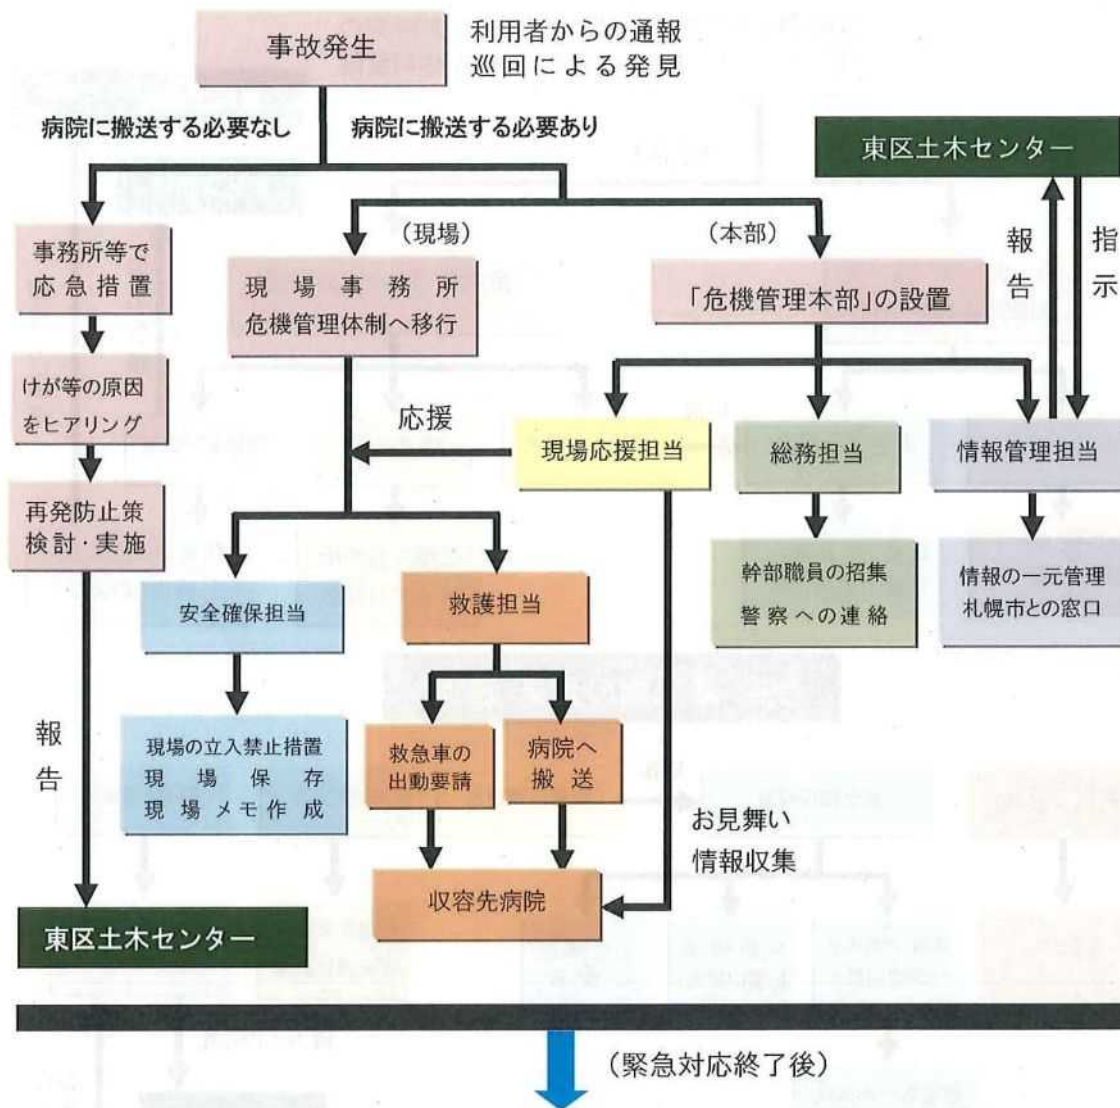 事故発生
利用者からの通報
巡回による発見
病院に搬送する必要なし
病院に搬送する必要あり
東区土木センター
(現場)
(本部)
報告
指示
事務所等で
応急措置
現場事務所
危機管理体制へ移行
「危機管理本部」の設置
けが等の原因
をヒアリング
応援
現場応援担当
総務担当
情報管理担当
再発防止策
検討・実施
幹部職員の招集
警察への連絡
情報の一元管理
札幌市との窓口
安全確保担当
救護担当
報告
現場の立入禁止措置
現場保存
現場メモ作成
救急車の
出動要請
病院へ
搬送
お見舞い
情報収集
収容先病院
東区土木センター
(緊急対応終了後)